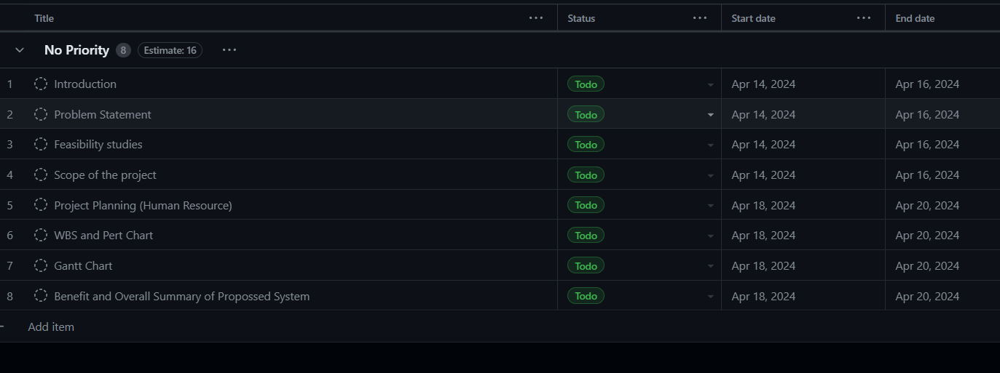 Title ... Status ... Start date ... End date
No Priority 8 Estimate: 16 ...
1 Introduction Todo Apr 14, 2024 Apr 16, 2024
2 Problem Statement Todo Apr 14, 2024 Apr 16, 2024
3 Feasibility studies Todo Apr 14, 2024 Apr 16, 2024
4 Scope of the project Todo Apr 14, 2024 Apr 16, 2024
5 Project Planning (Human Resource) Todo Apr 18, 2024 Apr 20, 2024
6 WBS and Pert Chart Todo Apr 18, 2024 Apr 20, 2024
7 Gantt Chart Todo Apr 18, 2024 Apr 20, 2024
8 Benefit and Overall Summary of Propossed System Todo Apr 18, 2024 Apr 20, 2024
Add item